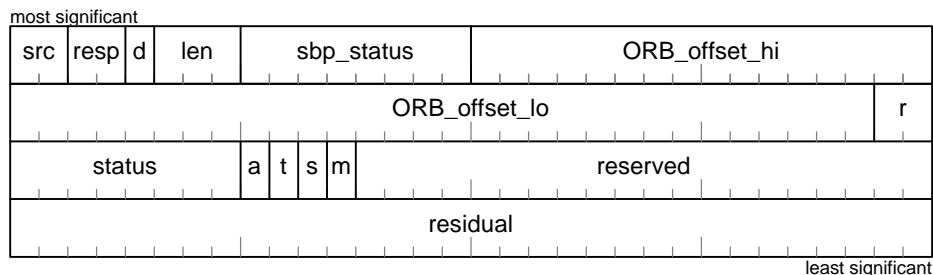 most significant
src resp d len sbp_status ORB_offset_hi
ORB_offset_lo r
status a t s m reserved
residual
least significant